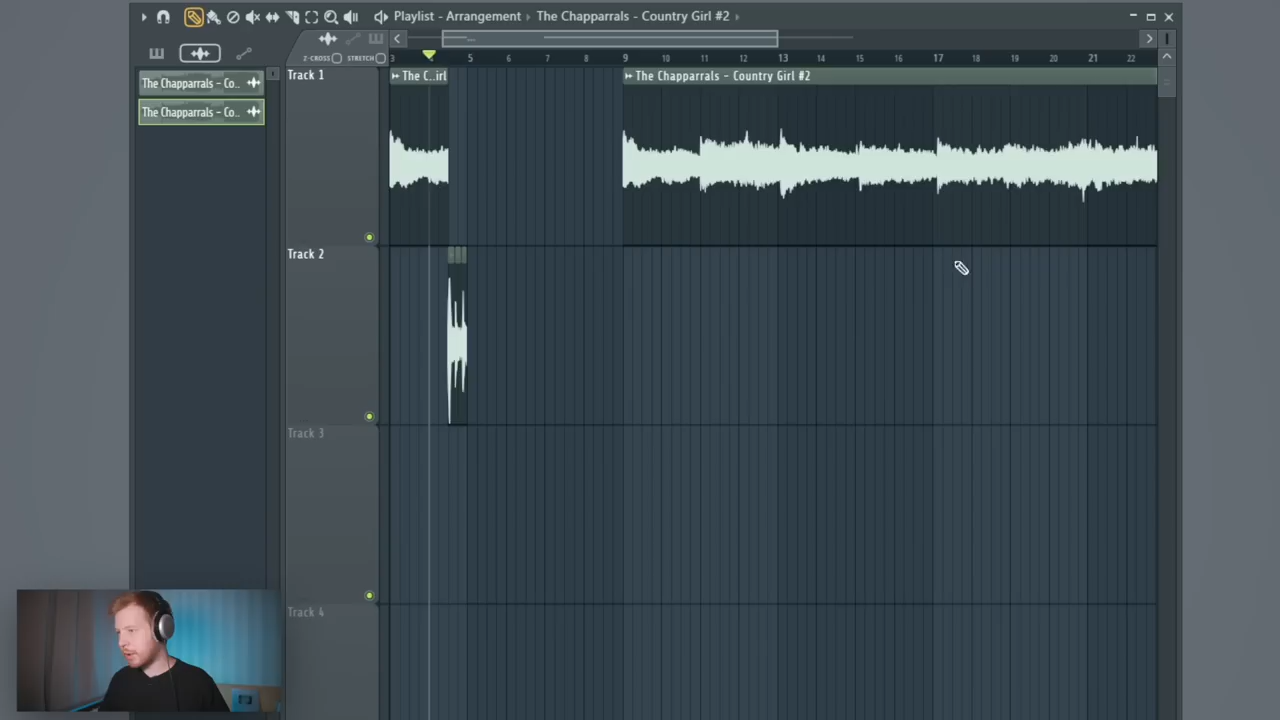 Playlist - Arrangement › The Chapparrals - Country Girl #2 ›
Z-CROSS STRETCH
3 5 6 7 8 9 10 11 12 13 14 15 16 17 18 19 20 21 22
The Chapparrals - Co..
The Chapparrals - Co..
Track 1
The C..irl
The Chapparrals - Country Girl #2
Track 2
Track 3
Track 4